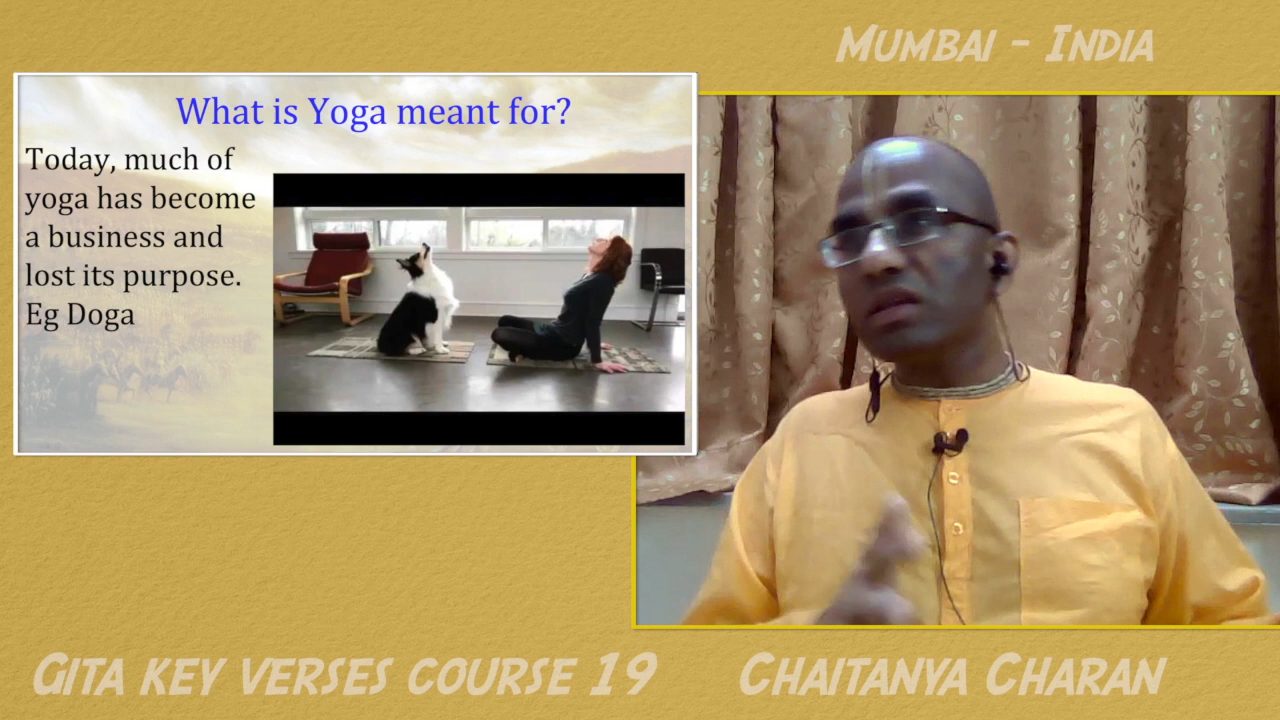 Mumbai - India
What is Yoga meant for?
Today, much of
yoga has become
a business and
lost its purpose.
Eg Doga
Gita key verses course 19
Chaitanya Charan